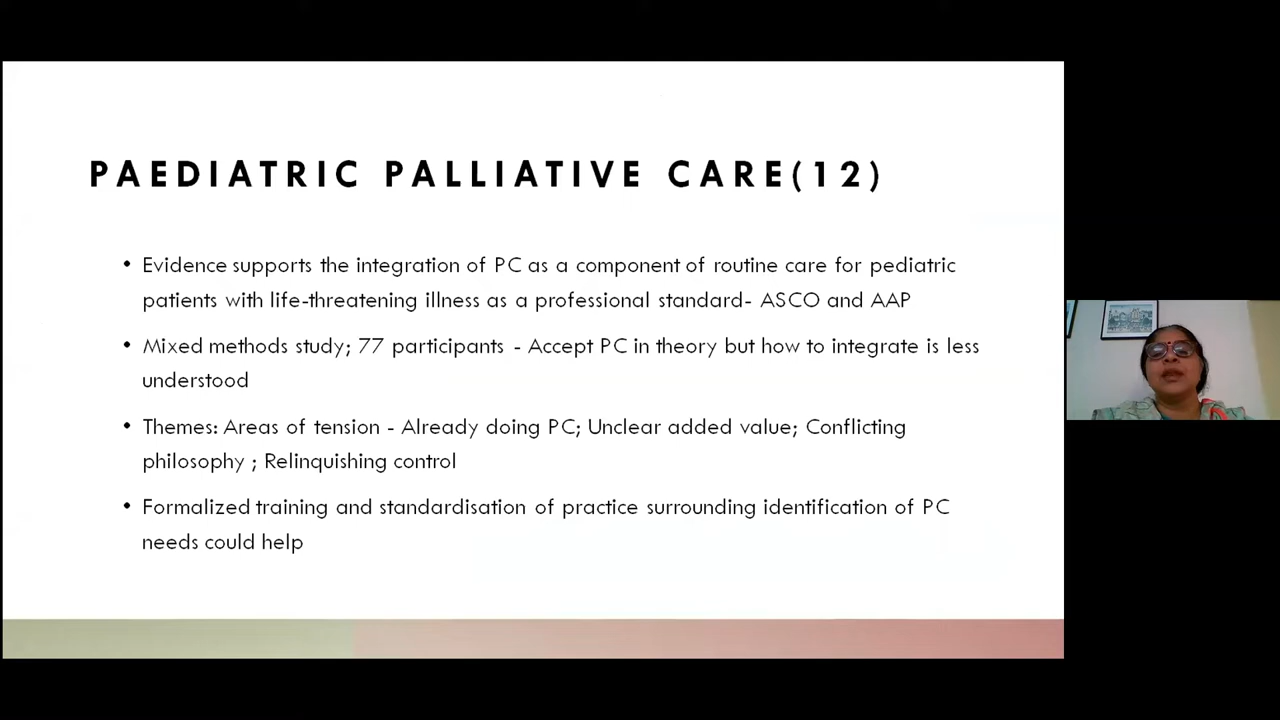 PAEDIATRIC PALLIATIVE CARE(12)
• Evidence supports the integration of PC as a component of routine care for pediatric
patients with life-threatening illness as a professional standard- ASCO and AAP
• Mixed methods study; 77 participants - Accept PC in theory but how to integrate is less
understood
• Themes: Areas of tension - Already doing PC; Unclear added value; Conflicting
philosophy ; Relinquishing control
• Formalized training and standardisation of practice surrounding identification of PC
needs could help